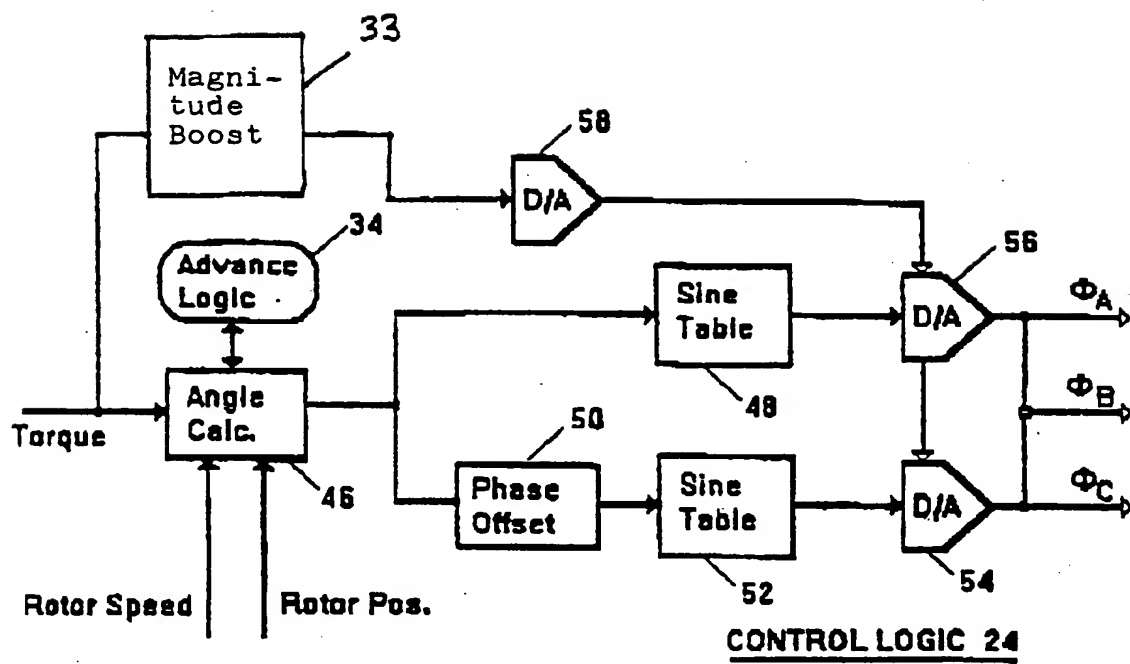 33
Magni-
tude
Boost
58
D/A
34
Advance
Logic
56
Sine
Table
D/A
ΦA
48
Angle
Calc.
ΦB
Torque
50
46
Phase
Offset
Sine
Table
D/A
ΦC
52
54
Rotor Speed
Rotor Pos.
CONTROL LOGIC 24